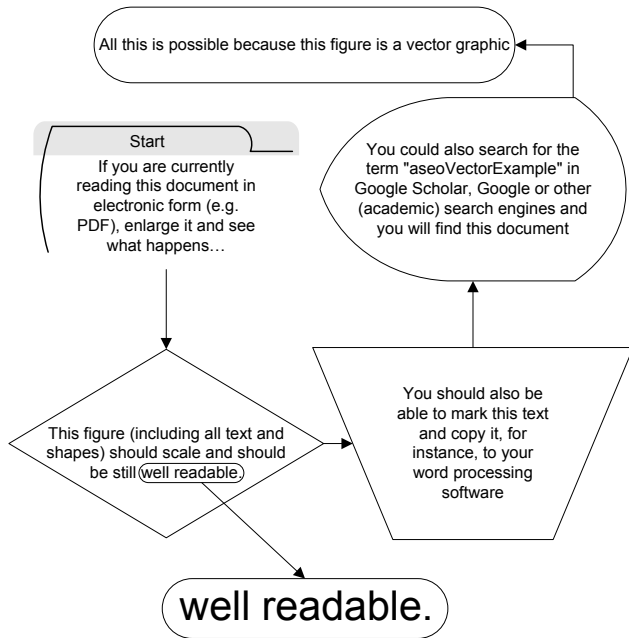 All this is possible because this figure is a vector graphic
Start
If you are currently
reading this document in
electronic form (e.g.
PDF), enlarge it and see
what happens…
You could also search for the
term "aseoVectorExample" in
Google Scholar, Google or other
(academic) search engines and
you will find this document
This figure (including all text and
shapes) should scale and should
be still well readable.
You should also be
able to mark this text
and copy it, for
instance, to your
word processing
software
well readable.